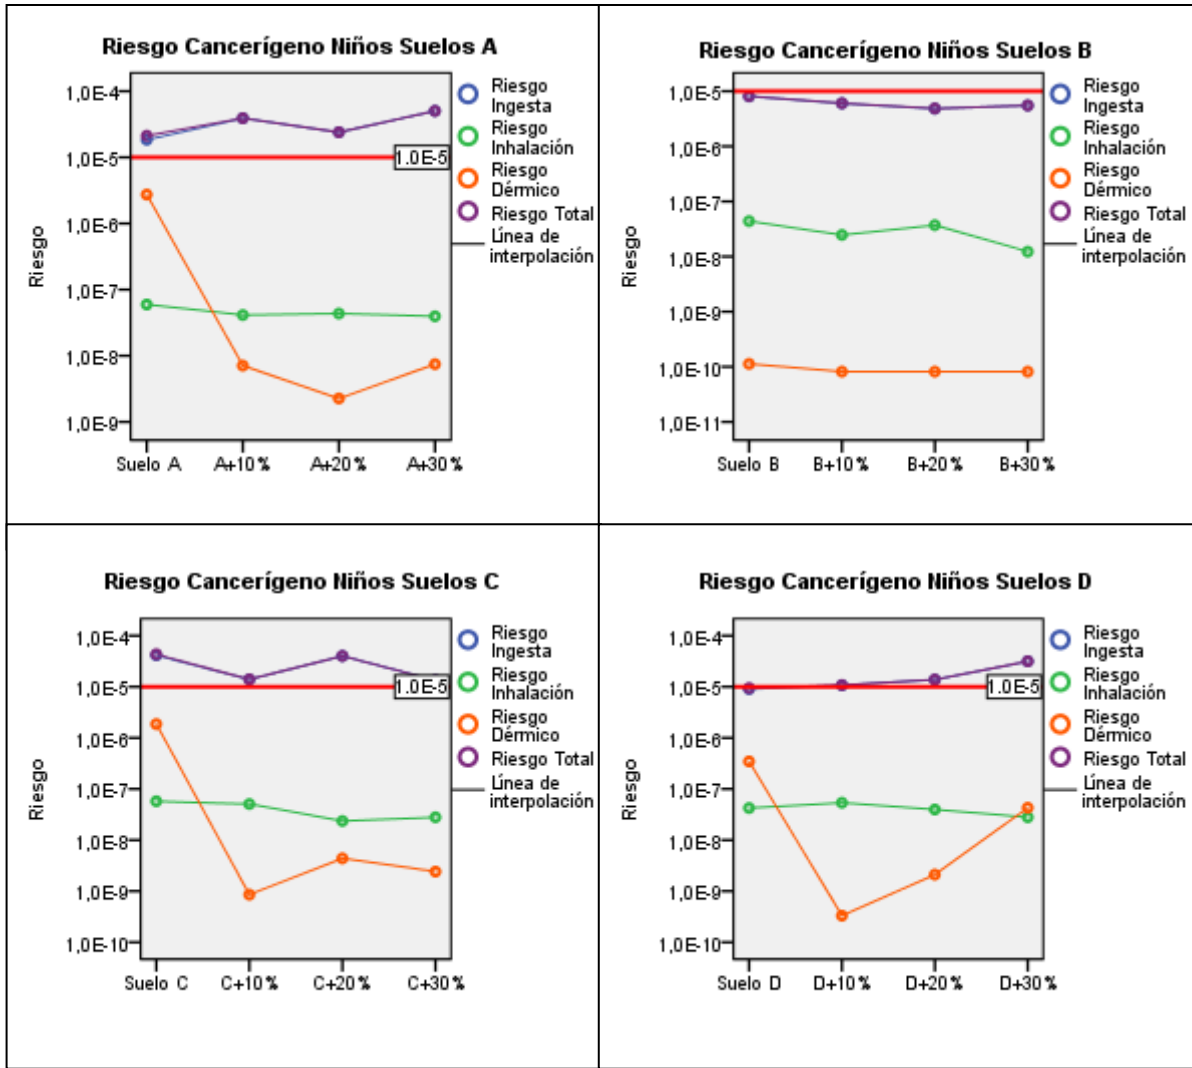 Riesgo Cancerígeno Niños Suelos A
Riesgo
1,0E-4
1,0E-5
1,0E-6
1,0E-7
1,0E-8
1,0E-9
1.0E-5
Suelo A A+10% A+20% A+30%
Riesgo
Ingesta
Riesgo
Inhalación
Riesgo
Dérmico
Riesgo Total
Línea de
interpolación
Riesgo Cancerígeno Niños Suelos B
Riesgo
1,0E-5
1,0E-6
1,0E-7
1,0E-8
1,0E-9
1,0E-10
1,0E-11
Suelo B B+10% B+20% B+30%
Riesgo
Ingesta
Riesgo
Inhalación
Riesgo
Dérmico
Riesgo Total
Línea de
interpolación
Riesgo Cancerígeno Niños Suelos C
Riesgo
1,0E-4
1,0E-5
1,0E-6
1,0E-7
1,0E-8
1,0E-9
1,0E-10
1.0E-5
Suelo C C+10% C+20% C+30%
Riesgo
Ingesta
Riesgo
Inhalación
Riesgo
Dérmico
Riesgo Total
Línea de
interpolación
Riesgo Cancerígeno Niños Suelos D
Riesgo
1,0E-4
1,0E-5
1,0E-6
1,0E-7
1,0E-8
1,0E-9
1,0E-10
1.0E-5
Suelo D D+10% D+20% D+30%
Riesgo
Ingesta
Riesgo
Inhalación
Riesgo
Dérmico
Riesgo Total
Línea de
interpolación